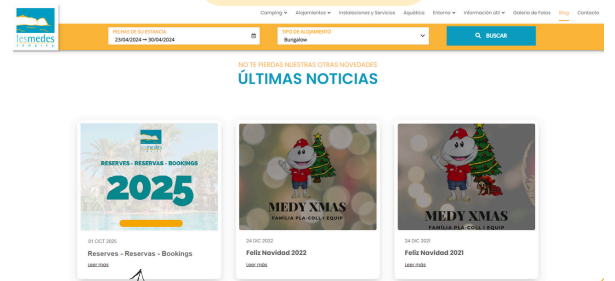 lesmedes
camping
Camping Alojamientos Instalaciones y Servicios Aquàtica Entorno Información útil Galería de Fotos Blog Contacto
FECHAS DE SU ESTANCIA
23/04/2024 → 30/04/2024
TIPO DE ALOJAMIENTO
Bungalow
BUSCAR
NO TE PIERDAS NUESTRAS OTRAS NOVEDADES
ÚLTIMAS NOTICIAS
lesmedes
RESERVES - RESERVAS - BOOKINGS
2025
01 OCT 2025
Reserves - Reservas - Bookings
Leer más
MEDY XMAS
FAMILIA PLA-COLL I EQUIP
24 DIC 2022
Feliz Navidad 2022
Leer más
MEDY XMAS
FAMILIA PLA-COLL I EQUIP
24 DIC 2021
Feliz Navidad 2021
Leer más